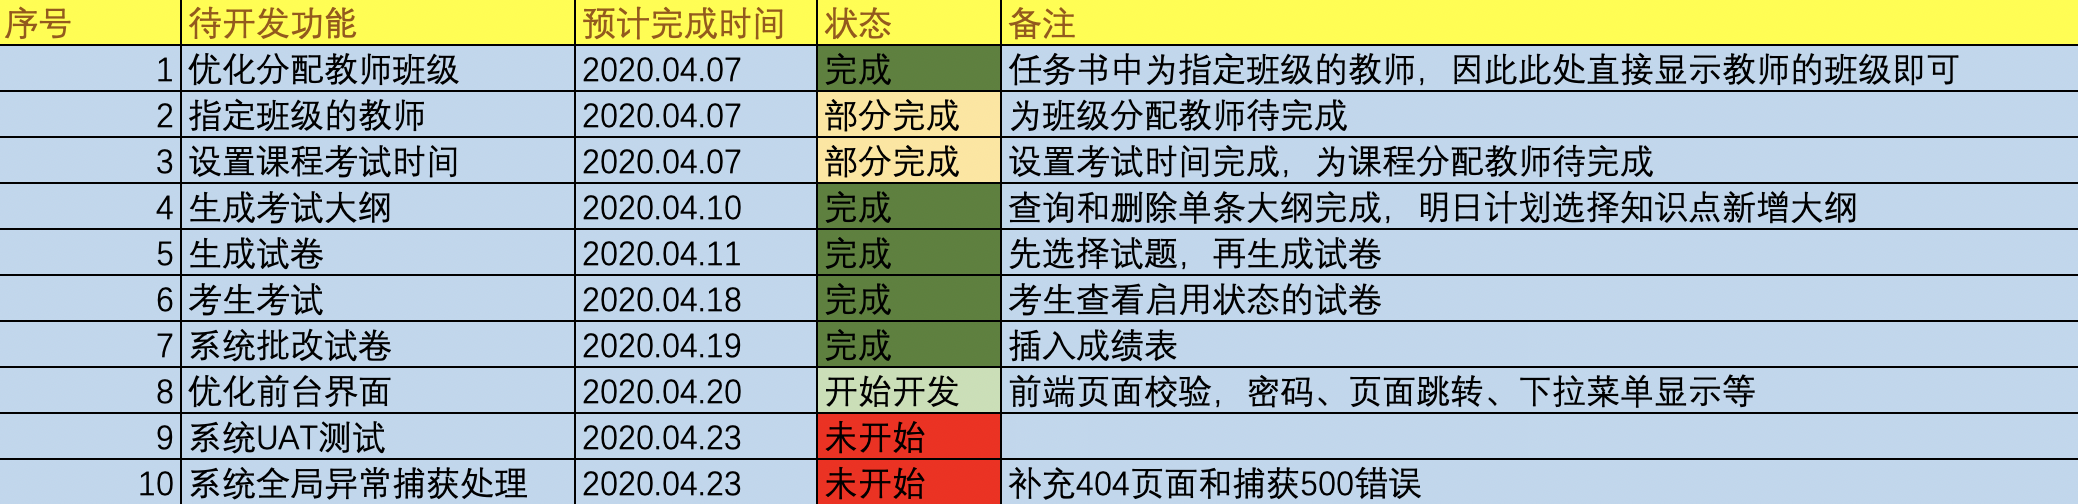 序号 待开发功能 预计完成时间 状态 备注
1 优化分配教师班级 2020.04.07 完成 任务书中为指定班级的教师，因此此处直接显示教师的班级即可
2 指定班级的教师 2020.04.07 部分完成 为班级分配教师待完成
3 设置课程考试时间 2020.04.07 部分完成 设置考试时间完成，为课程分配教师待完成
4 生成考试大纲 2020.04.10 完成 查询和删除单条大纲完成，明日计划选择知识点新增大纲
5 生成试卷 2020.04.11 完成 先选择试题，再生成试卷
6 考生考试 2020.04.18 完成 考生查看启用状态的试卷
7 系统批改试卷 2020.04.19 完成 插入成绩表
8 优化前台界面 2020.04.20 开始开发 前端页面校验，密码、页面跳转、下拉菜单显示等
9 系统UAT测试 2020.04.23 未开始
10 系统全局异常捕获处理 2020.04.23 未开始 补充404页面和捕获500错误